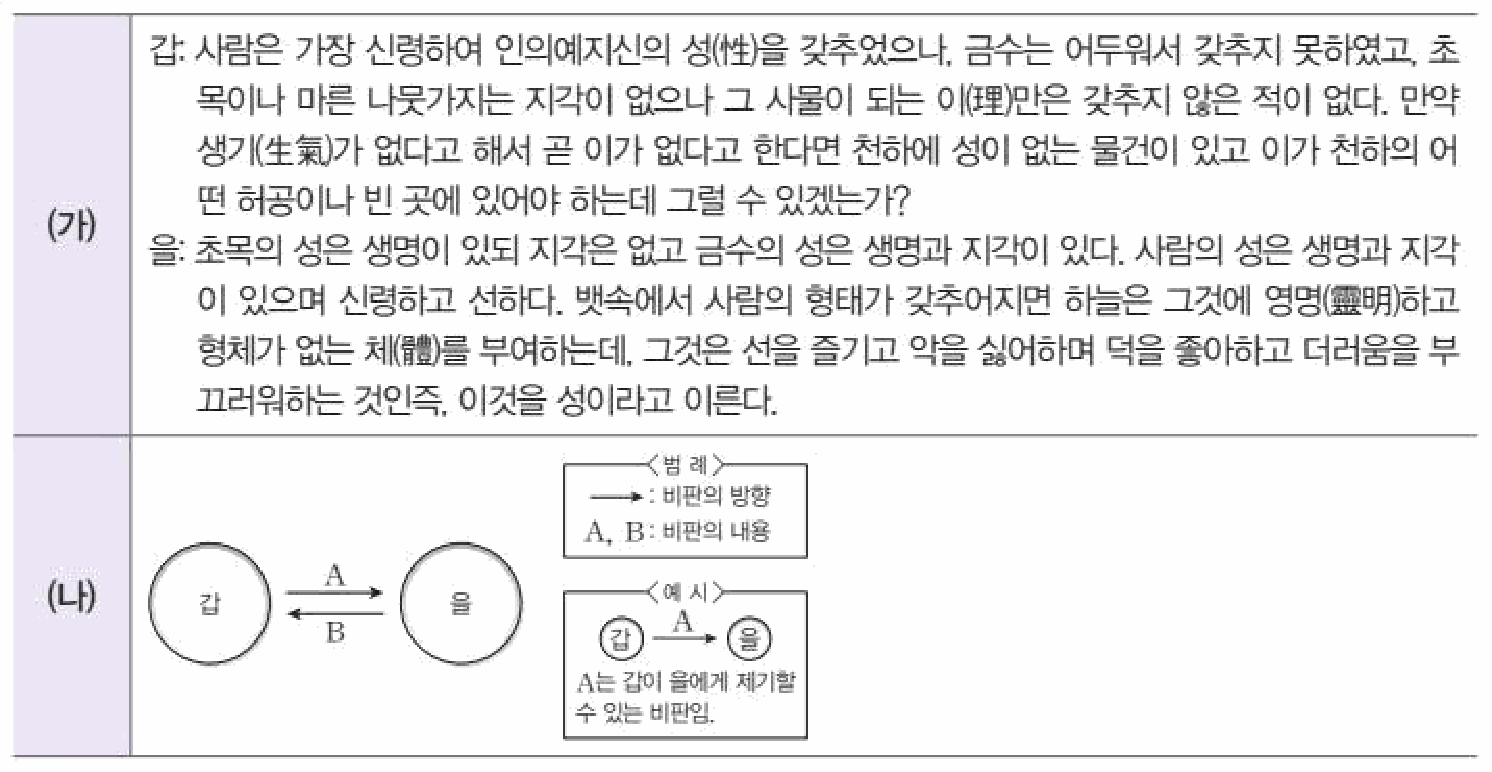 (가)
갑: 사람은 가장 신령하여 인의예지신의 성(性)을 갖추었으나, 금수는 어두워서 갖추지 못하였고, 초
목이나 마른 나뭇가지는 지각이 없으나 그 사물이 되는 이(理)만은 갖추지 않은 적이 없다. 만약
생기(生氣)가 없다고 해서 곧 이가 없다고 한다면 천하에 성이 없는 물건이 있고 이가 천하의 어
떤 허공이나 빈 곳에 있어야 하는데 그럴 수 있겠는가?
을: 초목의 성은 생명이 있되 지각은 없고 금수의 성은 생명과 지각이 있다. 사람의 성은 생명과 지각
이 있으며 신령하고 선하다. 뱃속에서 사람의 형태가 갖추어지면 하늘은 그것에 영명(靈明)하고
형체가 없는 체(體)를 부여하는데, 그것은 선을 즐기고 악을 싫어하며 덕을 좋아하고 더러움을 부
끄러워하는 것인즉, 이것을 성이라고 이른다.
(나)
갑
A
B
을
<범 례>
→ : 비판의 방향
A, B : 비판의 내용
<예 시>
갑 A 을
A는 갑이 을에게 제기할
수 있는 비판임.